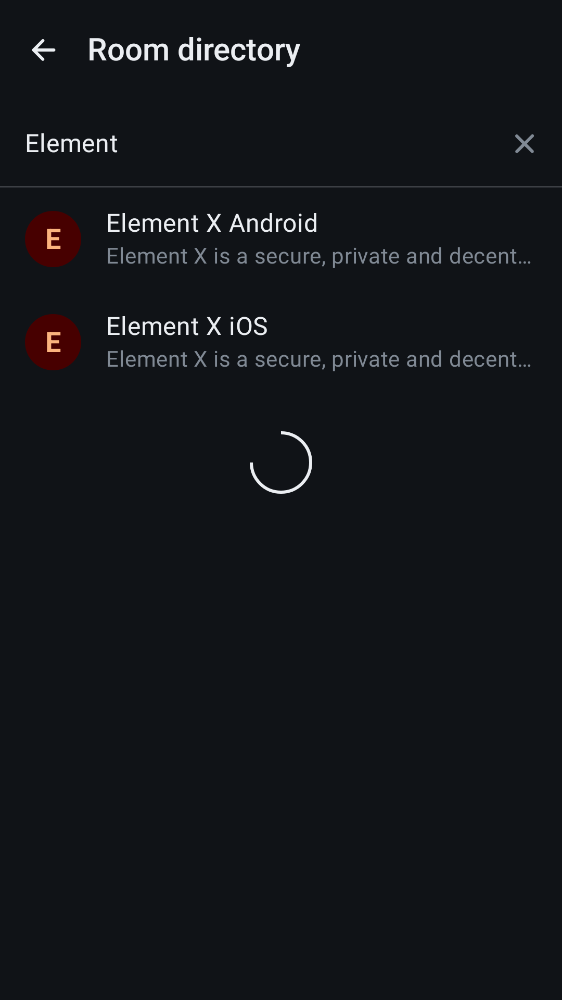 Room directory
Element
E
Element X Android
Element X is a secure, private and decent…
E
Element X iOS
Element X is a secure, private and decent…